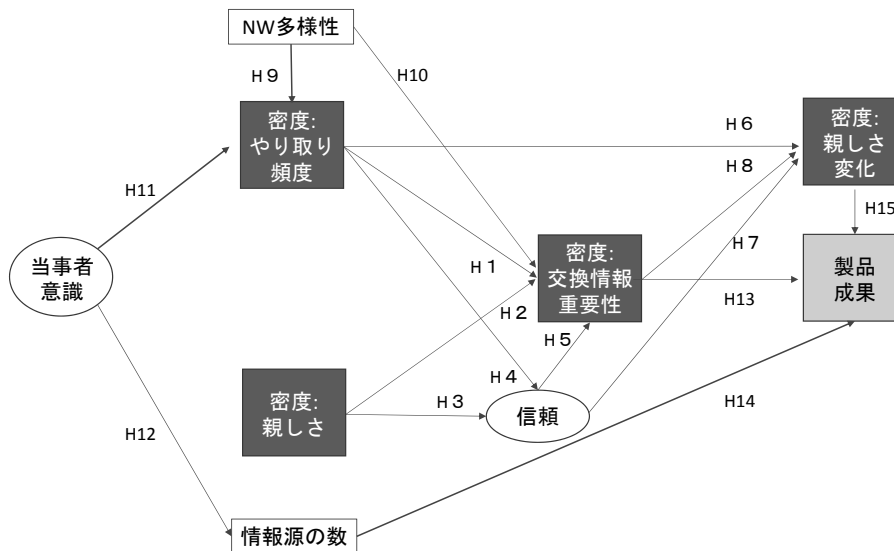 NW多様性
H９
H10
密度:
やり取り
頻度
H６
密度:
親しさ
変化
H８
H11
H15
H７
当事者
意識
H１
密度:
交換情報
重要性
製品
成果
H２
H13
H５
密度:
親しさ
H４
H３
信頼
H14
H12
情報源の数